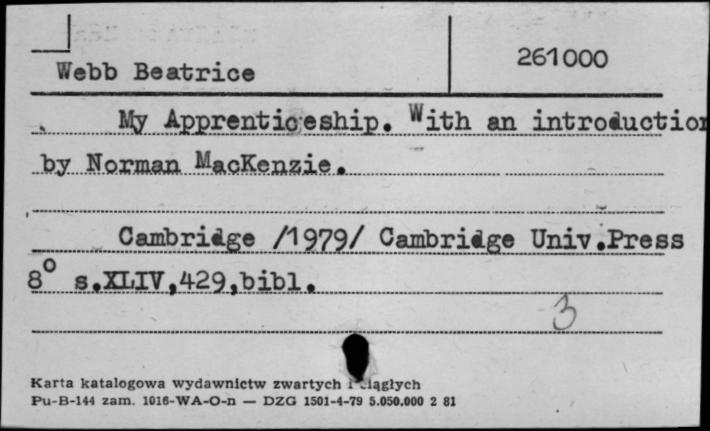 Webb Beatrice
261000
My Apprenticeship. With an introduction
by Norman MacKenzie.
Cambridge /1979/ Cambridge Univ.Press
8° s.XLIV,429,bibl.
3
Karta katalogowa wydawnictw zwartych i ciągłych
Pu-B-144 zam. 1016-WA-O-n — DZG 1501-4-79 5.050.000 2 81